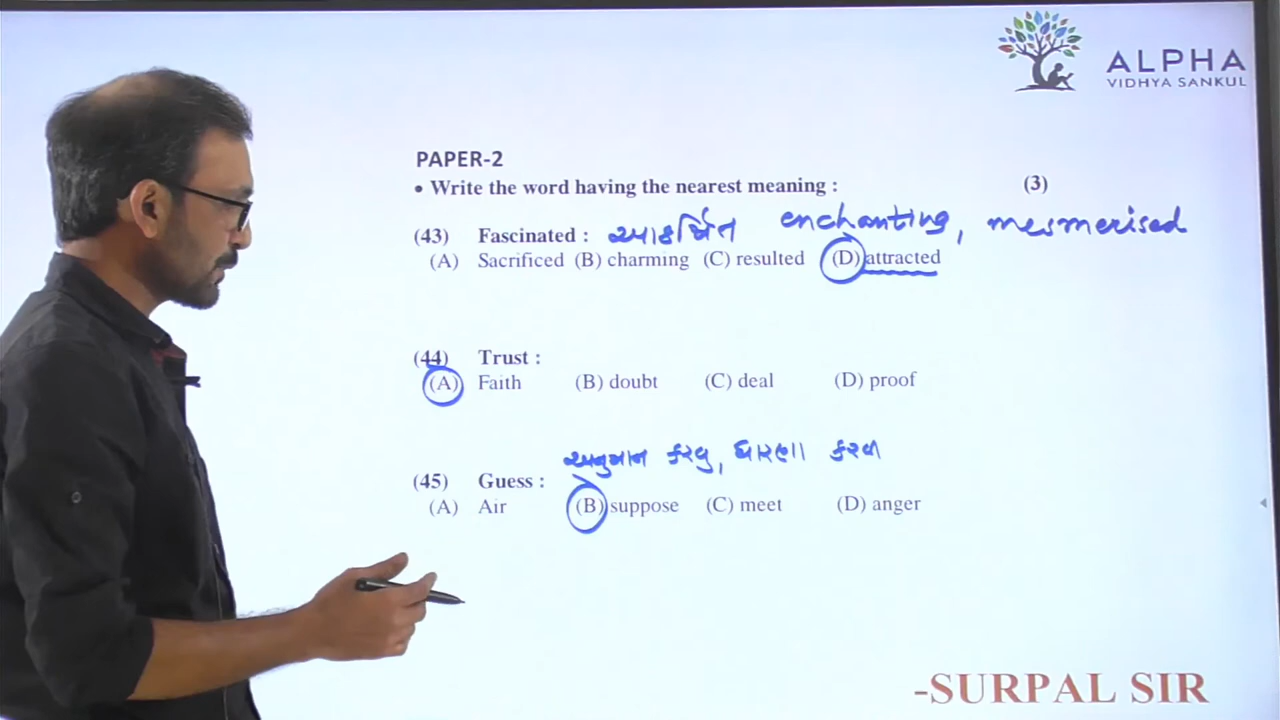 ALPHA
VIDHYA SANKUL
PAPER-2
• Write the word having the nearest meaning : (3)
(43) Fascinated : આકર્ષિત enchanting, mesmerised
(A) Sacrificed (B) charming (C) resulted (D) attracted
(44) Trust :
(A) Faith (B) doubt (C) deal (D) proof
અનુમાન કરવુ, ધારણા કરવી
(45) Guess :
(A) Air (B) suppose (C) meet (D) anger
-SURPAL SIR